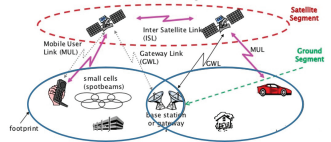 Satellite
Segment
Inter Satellite Link
(ISL)
Mobile User
Link (MUL)
Gateway Link
(GWL)
GWL
MUL
Ground
Segment
small cells
(spotbeams)
Base station
or gateway
footprint